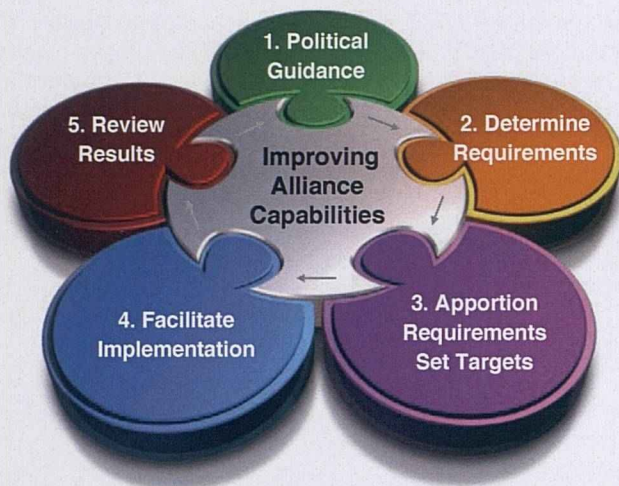 1. Political
Guidance
2. Determine
Requirements
3. Apportion
Requirements
Set Targets
4. Facilitate
Implementation
5. Review
Results
Improving
Alliance
Capabilities